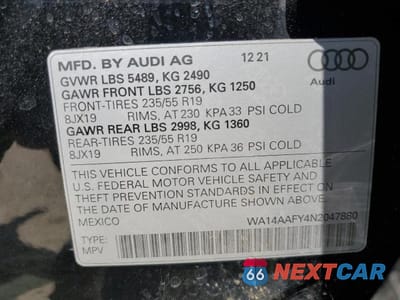 MFD. BY AUDI AG 12 21
GVWR LBS 5489, KG 2490
GAWR FRONT LBS 2756, KG 1250
FRONT-TIRES 235/55 R19
8JX19 RIMS, AT 230 KPA 33 PSI COLD
GAWR REAR LBS 2998, KG 1360
REAR-TIRES 235/55 R19
8JX19 RIMS, AT 250 KPA 36 PSI COLD
Audi
THIS VEHICLE CONFORMS TO ALL APPLICABLE
U.S. FEDERAL MOTOR VEHICLE SAFETY AND
THEFT PREVENTION STANDARDS IN EFFECT ON THE
DATE OF MANUFACTURE SHOWN ABOVE.
MEXICO WA14AAFY4N2047880
TYPE:
MPV
66 NEXTCAR